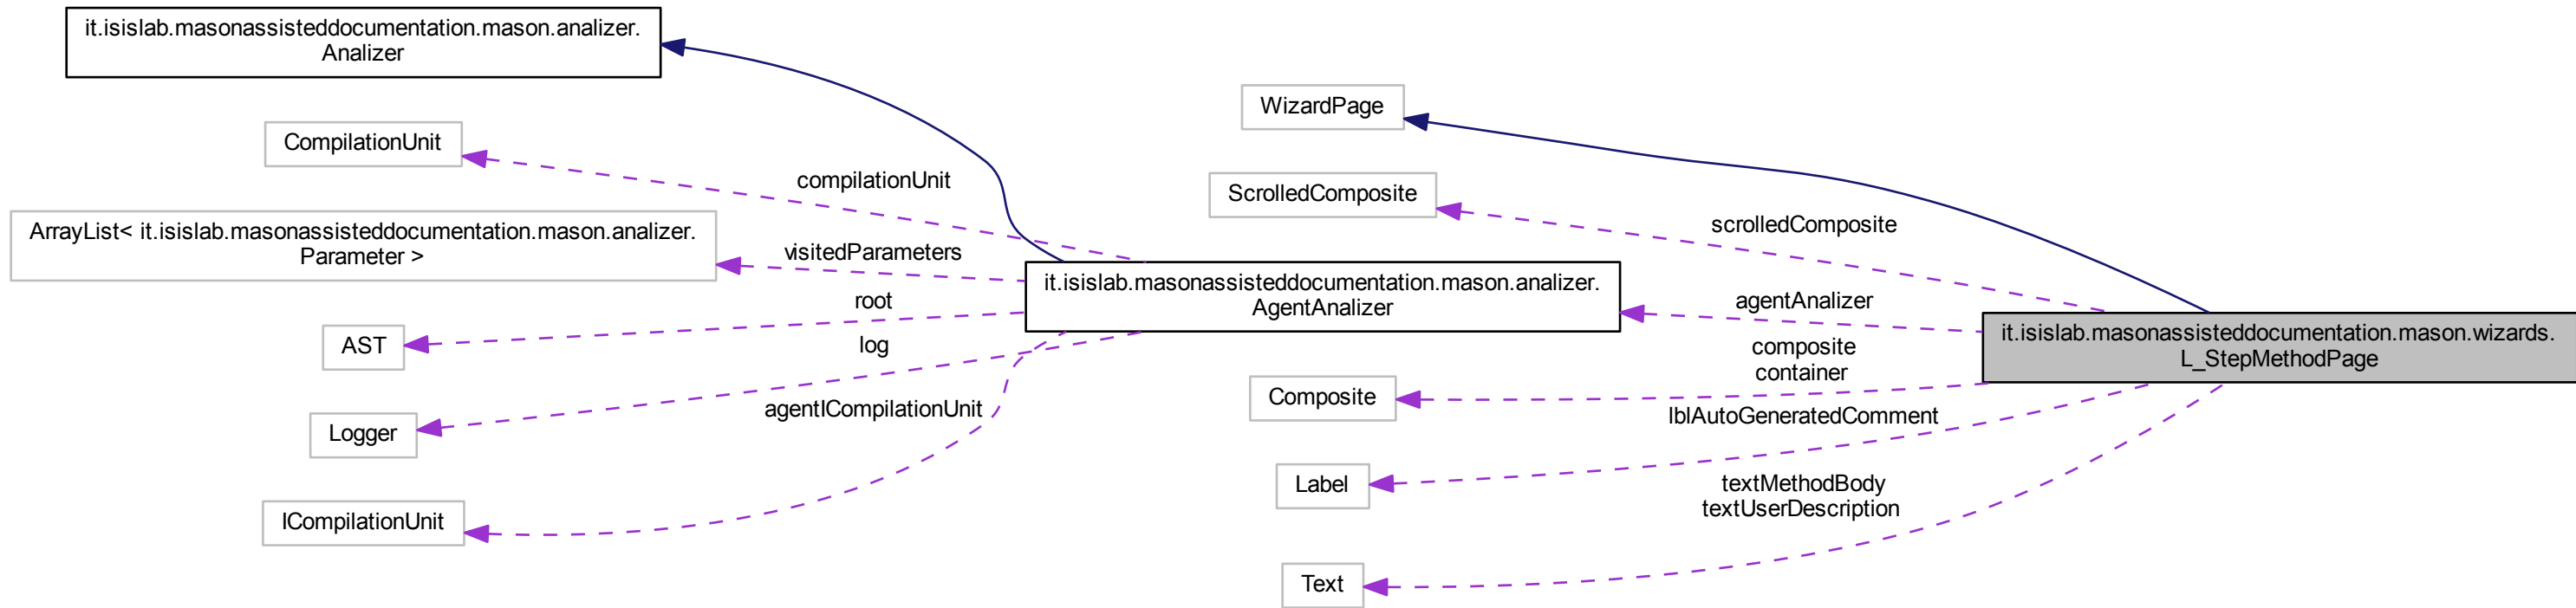 it.isislab.masonassisteddocumentation.mason.analizer.
Analizer
WizardPage
CompilationUnit
compilationUnit
ScrolledComposite
scrolledComposite
ArrayList< it.isislab.masonassisteddocumentation.mason.analizer.
Parameter >
visitedParameters
it.isislab.masonassisteddocumentation.mason.analizer.
AgentAnalizer
agentAnalizer
it.isislab.masonassisteddocumentation.mason.wizards.
L_StepMethodPage
root
AST
log
composite
container
Composite
Logger
agentICompilationUnit
lblAutoGeneratedComment
Label
ICompilationUnit
textMethodBody
textUserDescription
Text